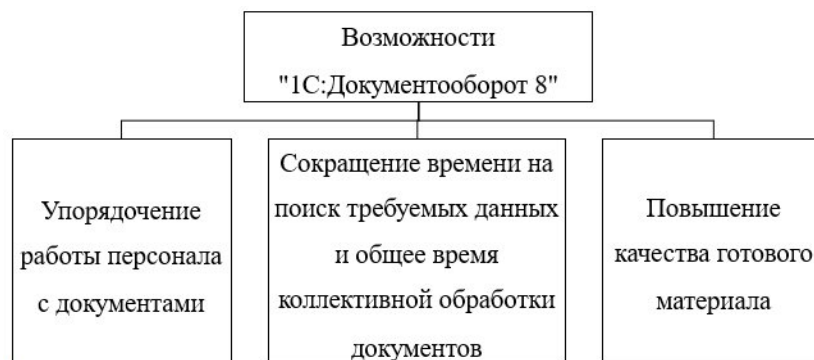 Возможности
"1С:Документооборот 8"
Упорядочение
работы персонала
с документами
Сокращение времени на
поиск требуемых данных
и общее время
коллективной обработки
документов
Повышение
качества готового
материала